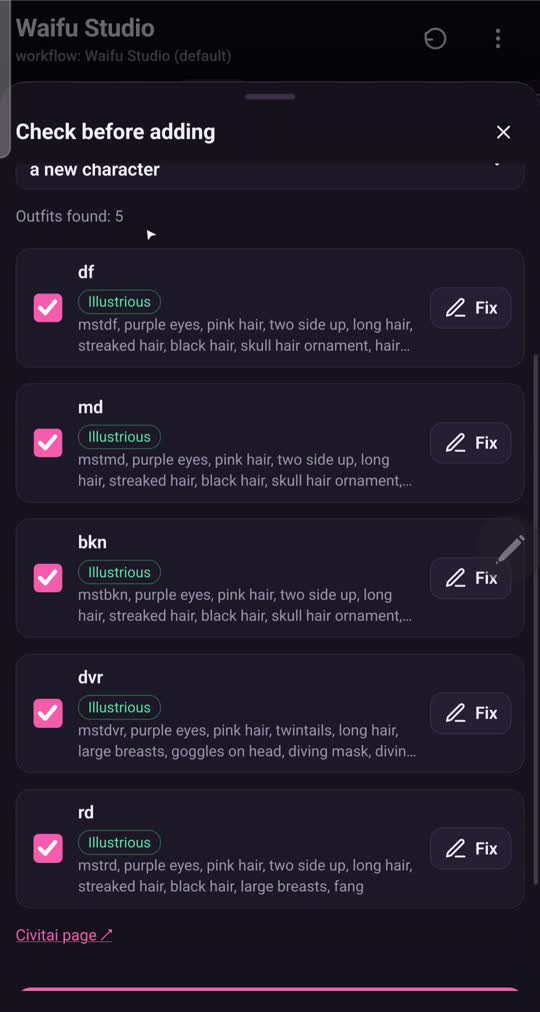 Waifu Studio
workflow: Waifu Studio (default)
Check before adding
a new character
Outfits found: 5
df
Illustrious
mstdf, purple eyes, pink hair, two side up, long hair,
streaked hair, black hair, skull hair ornament, hair...
Fix
md
Illustrious
mstmd, purple eyes, pink hair, two side up, long
hair, streaked hair, black hair, skull hair ornament,...
Fix
bkn
Illustrious
mstbkn, purple eyes, pink hair, two side up, long
hair, streaked hair, black hair, skull hair ornament,...
Fix
dvr
Illustrious
mstdvr, purple eyes, pink hair, twintails, long hair,
large breasts, goggles on head, diving mask, divin...
Fix
rd
Illustrious
mstrd, purple eyes, pink hair, two side up, long hair,
streaked hair, black hair, large breasts, fang
Fix
Civitai page ↗